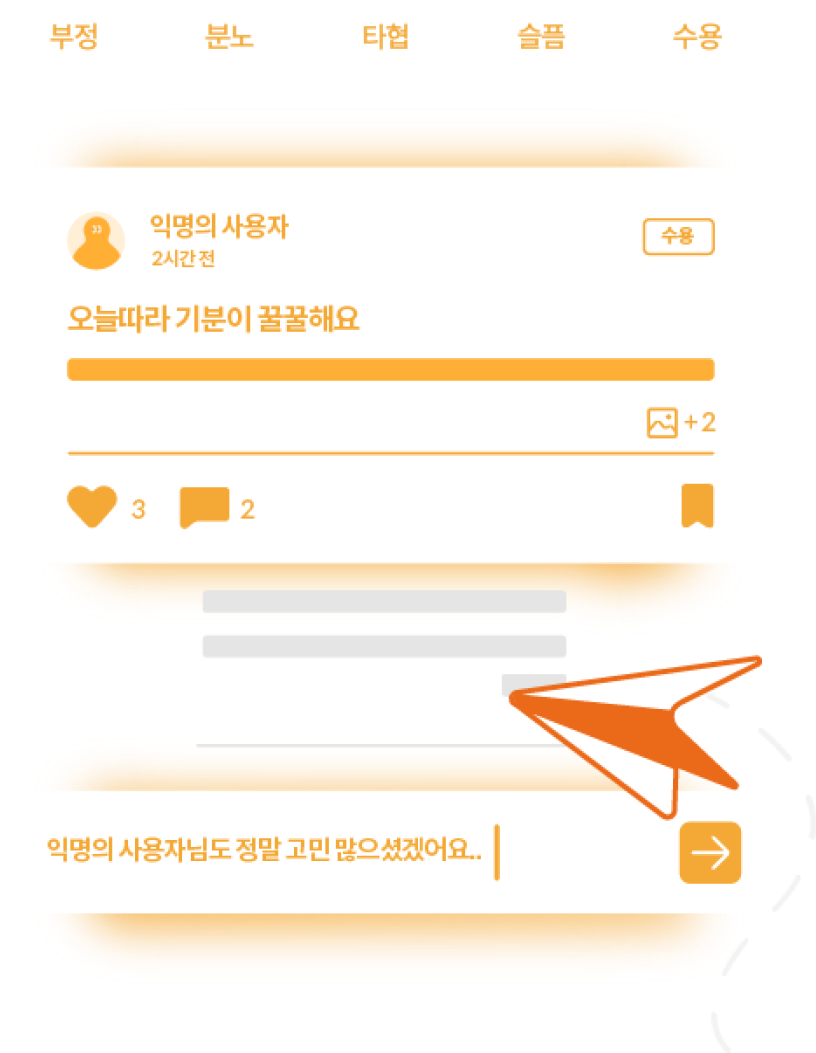 부정 분노 타협 슬픔 수용
익명의 사용자 수용
2시간 전
오늘따라 기분이 꿀꿀해요
+2
3 2
익명의 사용자님도 정말 고민 많으셨겠어요..